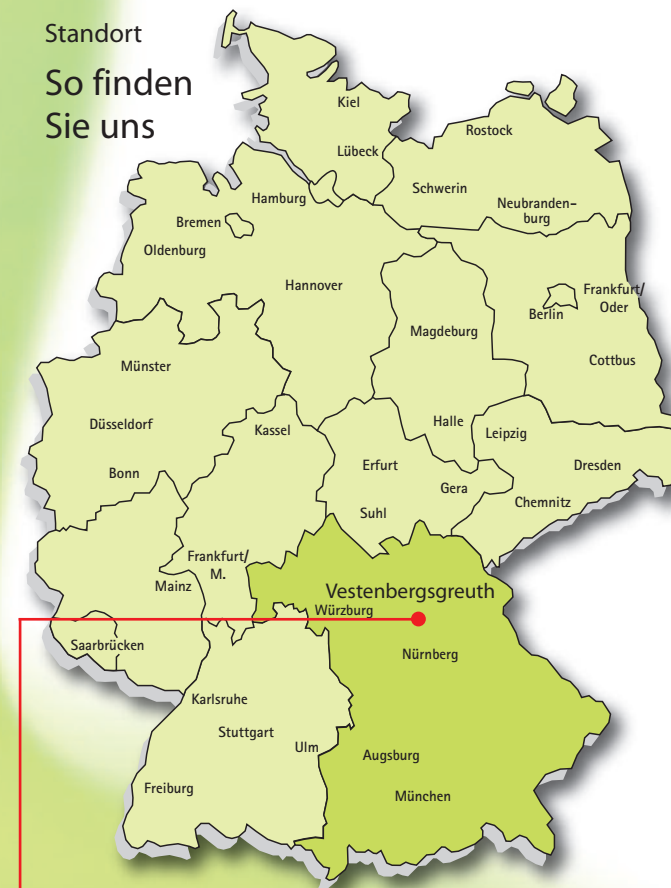 Standort
So finden
Sie uns
Kiel
Lübeck
Rostock
Schwerin
Neubranden-
burg
Hamburg
Bremen
Oldenburg
Hannover
Magdeburg
Berlin
Frankfurt/
Oder
Cottbus
Münster
Düsseldorf
Bonn
Kassel
Halle
Leipzig
Erfurt
Gera
Suhl
Dresden
Chemnitz
Frankfurt/
M.
Mainz
Vestenbergsgreuth
Würzburg
Saarbrücken
Nürnberg
Karlsruhe
Stuttgart
Ulm
Augsburg
Freiburg
München